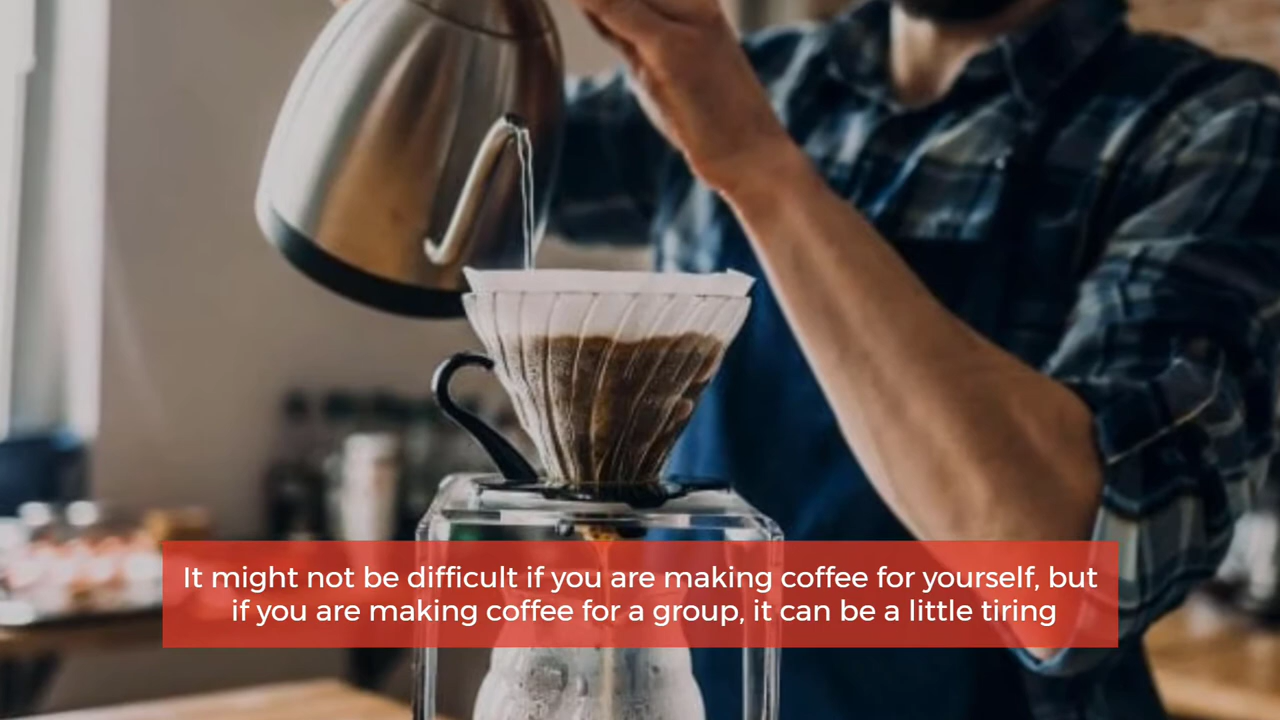 It might not be difficult if you are making coffee for yourself, but
if you are making coffee for a group, it can be a little tiring